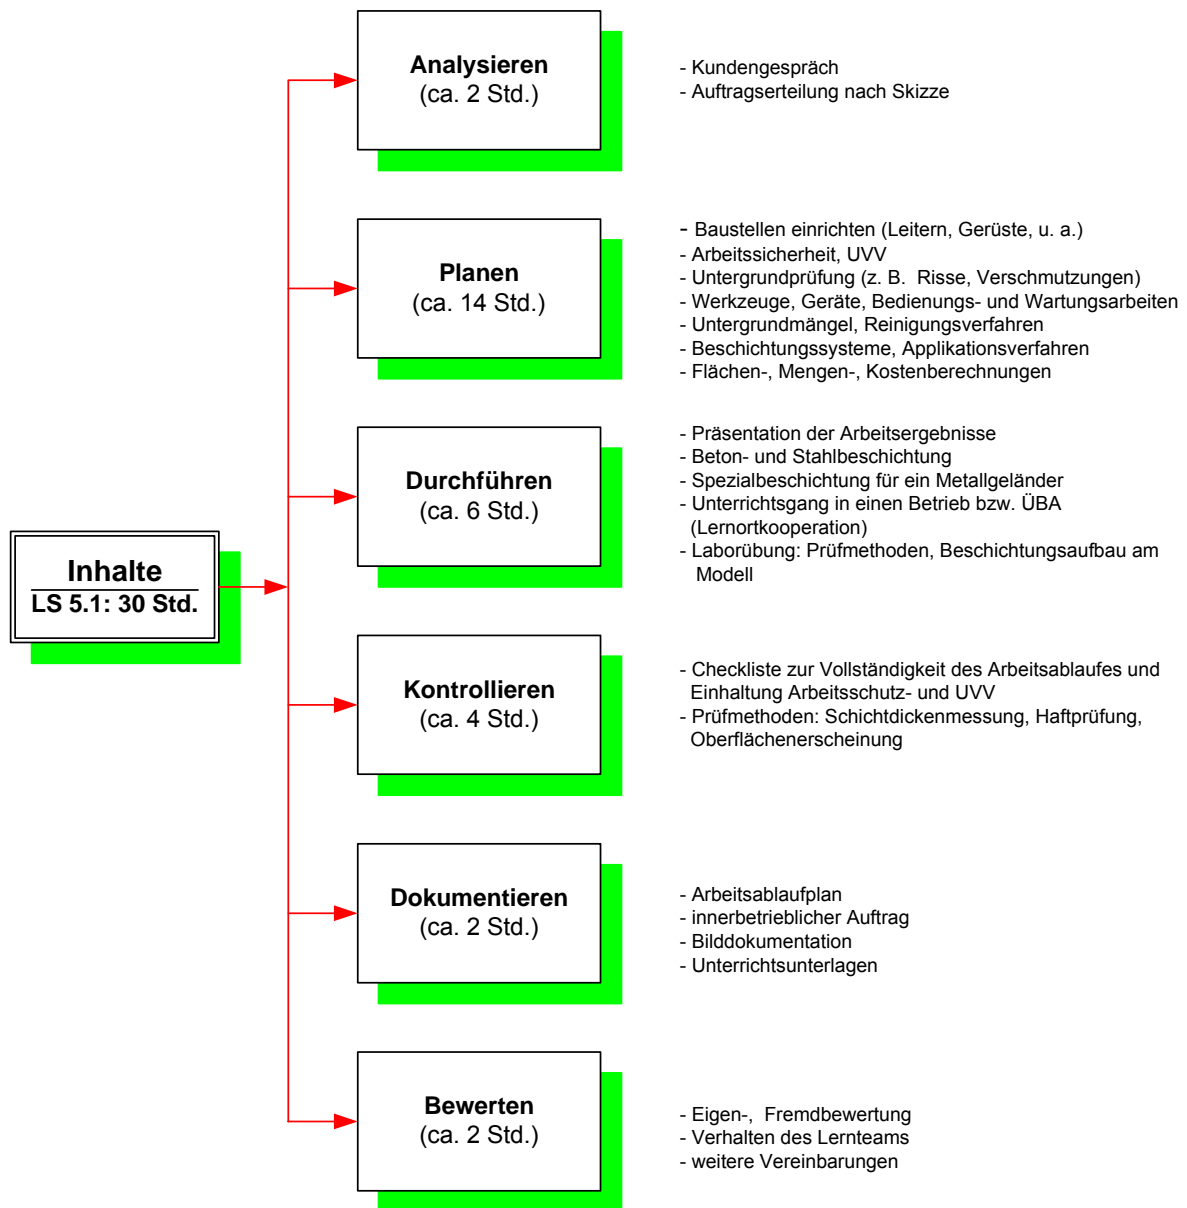 Analysieren
(ca. 2 Std.)
- Kundengespräch
- Auftragserteilung nach Skizze
Planen
(ca. 14 Std.)
- Baustellen einrichten (Leitern, Gerüste, u. a.)
- Arbeitssicherheit, UVV
- Untergrundprüfung (z. B. Risse, Verschmutzungen)
- Werkzeuge, Geräte, Bedienungs- und Wartungsarbeiten
- Untergrundmängel, Reinigungsverfahren
- Beschichtungssysteme, Applikationsverfahren
- Flächen-, Mengen-, Kostenberechnungen
Durchführen
(ca. 6 Std.)
- Präsentation der Arbeitsergebnisse
- Beton- und Stahlbeschichtung
- Spezialbeschichtung für ein Metallgeländer
- Unterrichtsgang in einen Betrieb bzw. ÜBA
(Lernortkooperation)
- Laborübung: Prüfmethoden, Beschichtungsaufbau am
Modell
Inhalte
LS 5.1: 30 Std.
Kontrollieren
(ca. 4 Std.)
- Checkliste zur Vollständigkeit des Arbeitsablaufes und
Einhaltung Arbeitsschutz- und UVV
- Prüfmethoden: Schichtdickenmessung, Haftprüfung,
Oberflächenerscheinung
Dokumentieren
(ca. 2 Std.)
- Arbeitsablaufplan
- innerbetrieblicher Auftrag
- Bilddokumentation
- Unterrichtsunterlagen
Bewerten
(ca. 2 Std.)
- Eigen-, Fremdbewertung
- Verhalten des Lernteams
- weitere Vereinbarungen